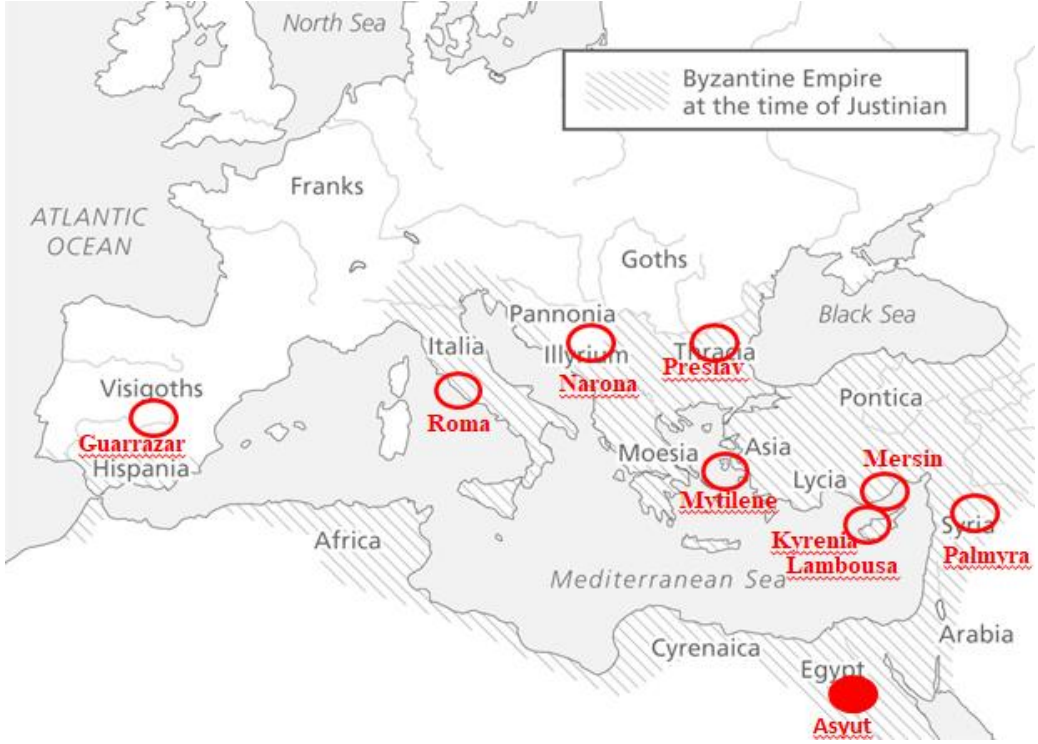 North Sea
Byzantine Empire
at the time of Justinian
Franks
ATLANTIC
OCEAN
Goths
Black Sea
Pannonia
Italia
Illyrium
Thracia
Preslav
Narona
Visigoths
Roma
Pontica
Guarrazar
Hispania
Moesia
Asia
Mersin
Lycia
Mytilene
Syria
Africa
Kyrenia
Lambousa
Palmyra
Mediterranean Sea
Arabia
Cyrenaica
Egypt
Asyut